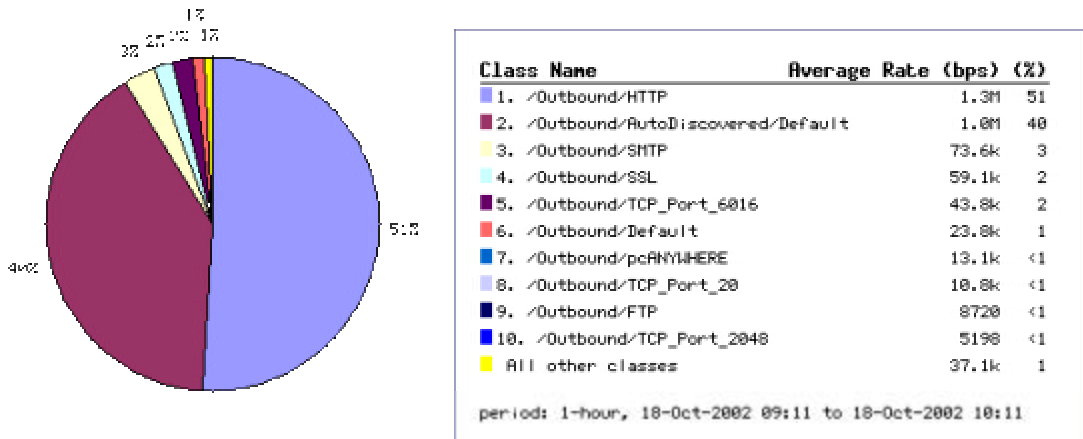 1%
3% 2% 2% 1%
51%
40%
Class Name Average Rate (bps) (%)
1. /Outbound/HTTP 1.3M 51
2. /Outbound/AutoDiscovered/Default 1.0M 40
3. /Outbound/SMTP 73.6k 3
4. /Outbound/SSL 59.1k 2
5. /Outbound/TCP_Port_6016 43.8k 2
6. /Outbound/Default 23.8k 1
7. /Outbound/pcANYWHERE 13.1k <1
8. /Outbound/TCP_Port_20 10.8k <1
9. /Outbound/FTP 8720 <1
10. /Outbound/TCP_Port_2048 5198 <1
All other classes 37.1k 1
period: 1-hour, 18-Oct-2002 09:11 to 18-Oct-2002 10:11